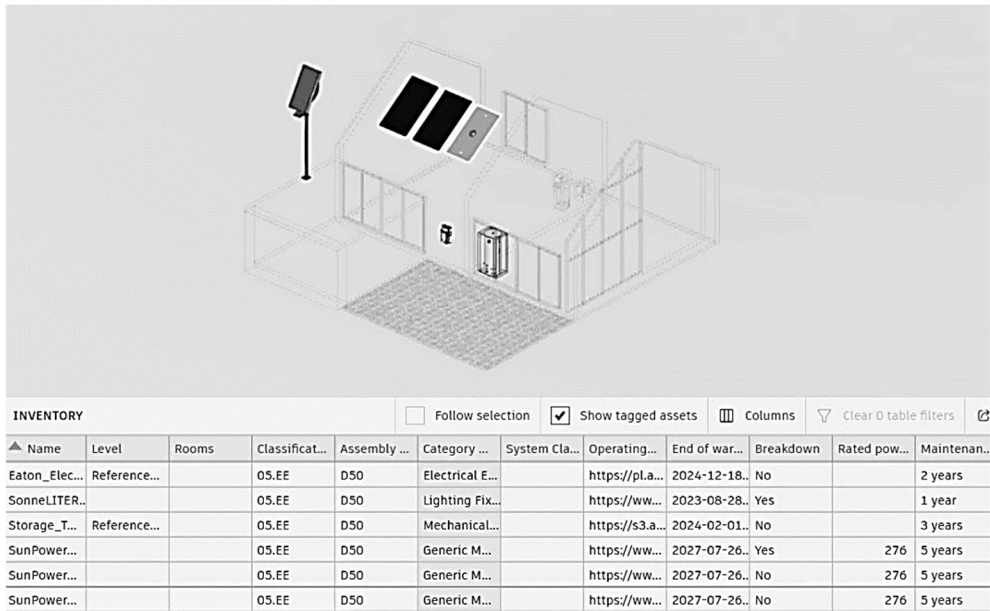 INVENTORY Follow selection Show tagged assets Columns Clear 0 table filters
Name Level Rooms Classificat... Assembly ... Category ... System Cla... Operating... End of war... Breakdown Rated pow... Maintenan...
Eaton_Elec... Reference... 05.EE D50 Electrical E... https://pl.a... 2024-12-18... No 2 years
SonneLITER... 05.EE D50 Lighting Fix... https://ww... 2023-08-28... Yes 1 year
Storage_T... Reference... 05.EE D50 Mechanical... https://s3.a... 2024-02-01... No 3 years
SunPower... 05.EE D50 Generic M... https://ww... 2027-07-26... Yes 276 5 years
SunPower... 05.EE D50 Generic M... https://ww... 2027-07-26... No 276 5 years
SunPower... 05.EE D50 Generic M... https://ww... 2027-07-26... No 276 5 years